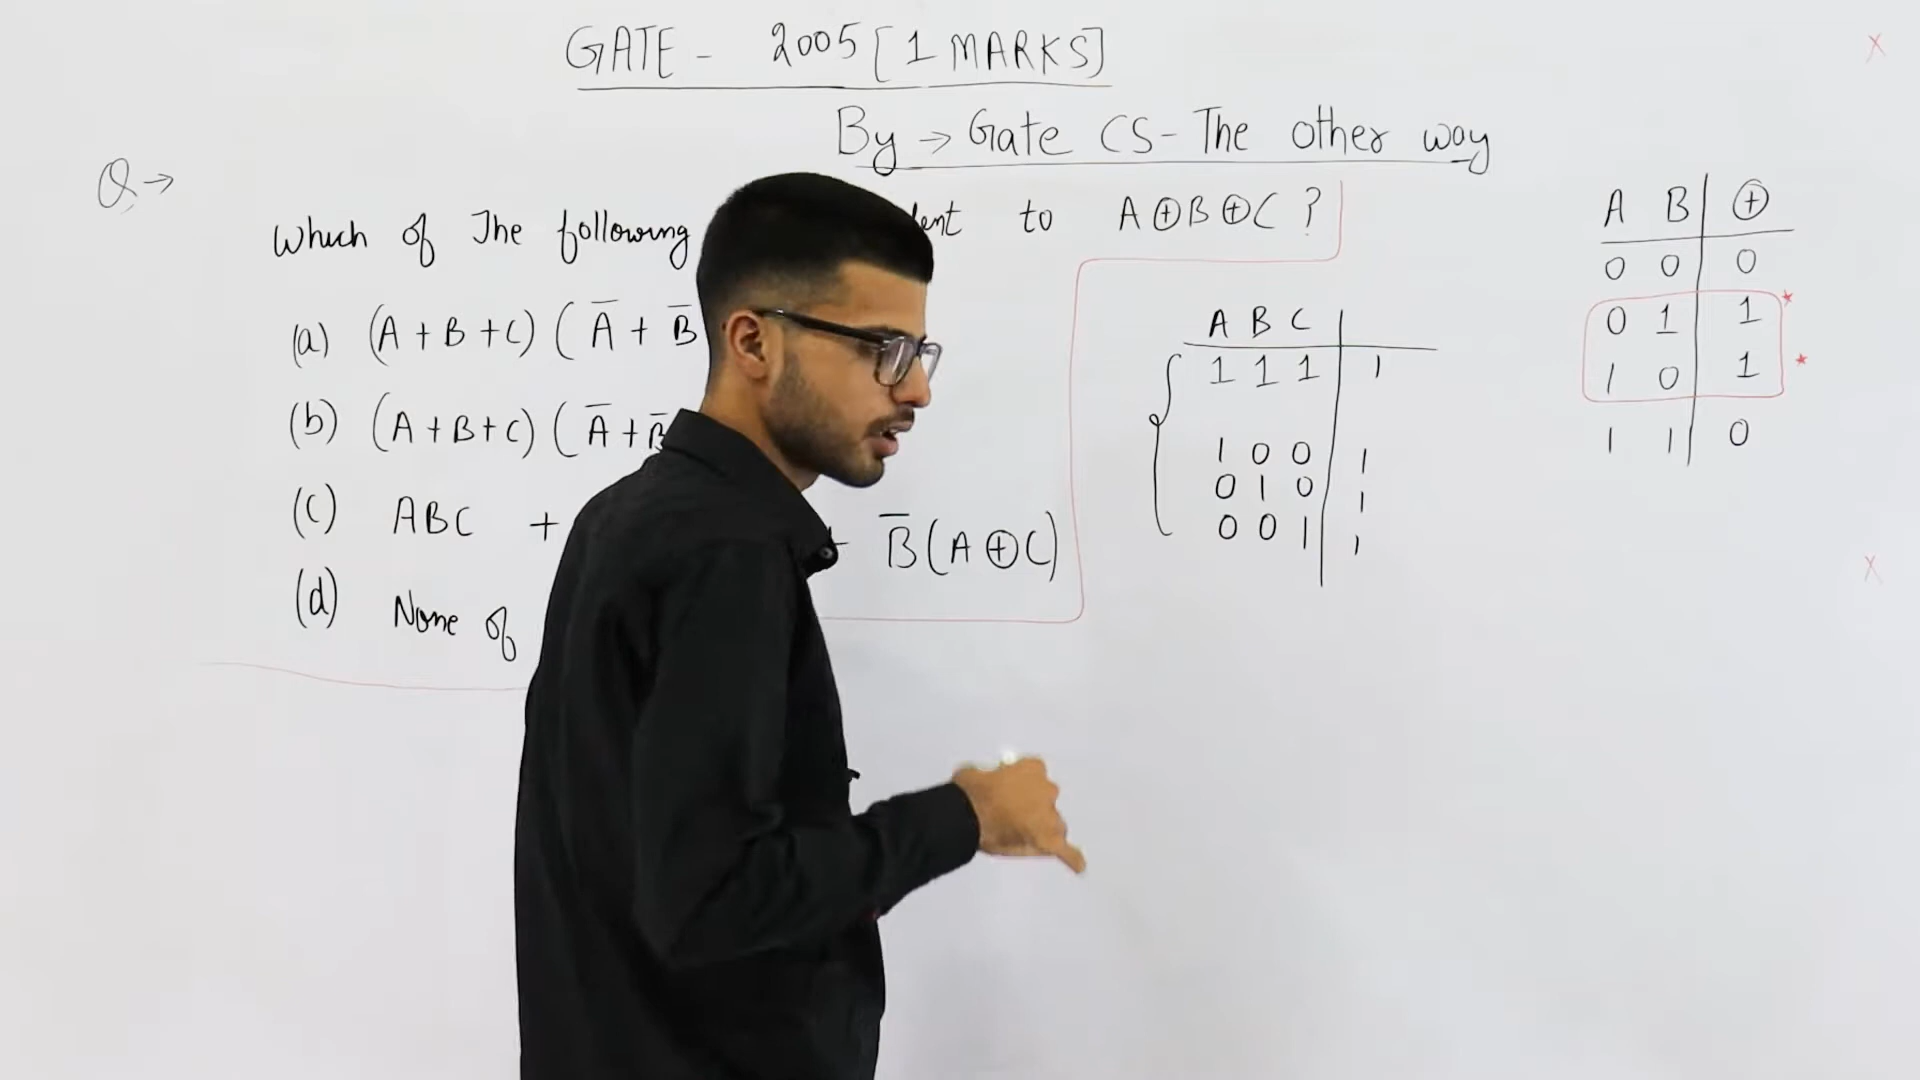 GATE - 2005 [1 MARKS]
By → Gate CS - The other way
Q →
Which of The following to A⊕B⊕C ?
(a) (A + B + C) ( A̅ + B̅
(b) (A + B + C) ( A̅ +
(c) ABC + B̅ (A ⊕ C)
(d) None of
A B C
1 1 1 1
1 0 0 1
0 1 0 1
0 0 1 1
A B ⊕
0 0 0
0 1 1
1 0 1
1 1 0